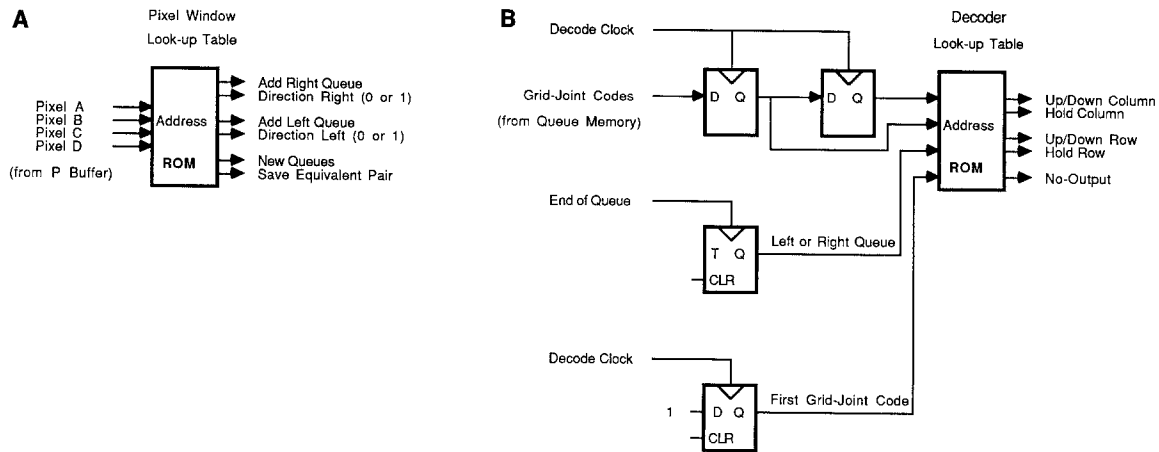 A
Pixel Window
Look-up Table
Pixel A
Pixel B
Pixel C
Pixel D
(from P Buffer)
Address
ROM
Add Right Queue
Direction Right (0 or 1)
Add Left Queue
Direction Left (0 or 1)
New Queues
Save Equivalent Pair
B
Decode Clock
Grid-Joint Codes
(from Queue Memory)
D Q
D Q
Decoder
Look-up Table
Address
ROM
Up/Down Column
Hold Column
Up/Down Row
Hold Row
No-Output
End of Queue
T Q
CLR
Left or Right Queue
Decode Clock
1
D Q
CLR
First Grid-Joint Code